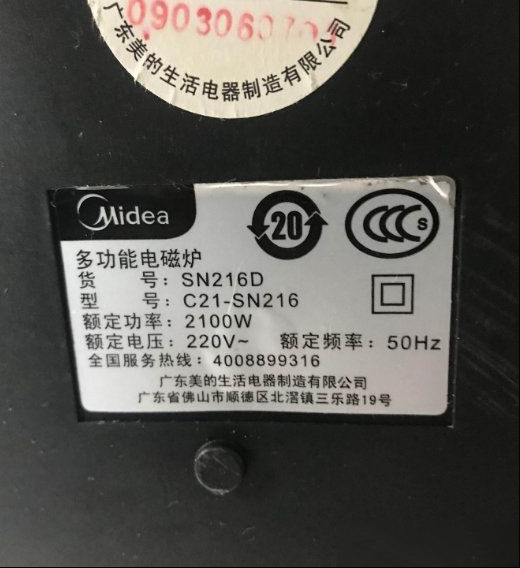 0903060701
广东美的生活电器制造有限公司
Midea
20
CCC S
多功能电磁炉
货 号: SN216D
型 号: C21-SN216
额定功率: 2100W
额定电压: 220V~ 额定频率: 50Hz
全国服务热线: 4008899316
广东美的生活电器制造有限公司
广东省佛山市顺德区北滘镇三乐路19号